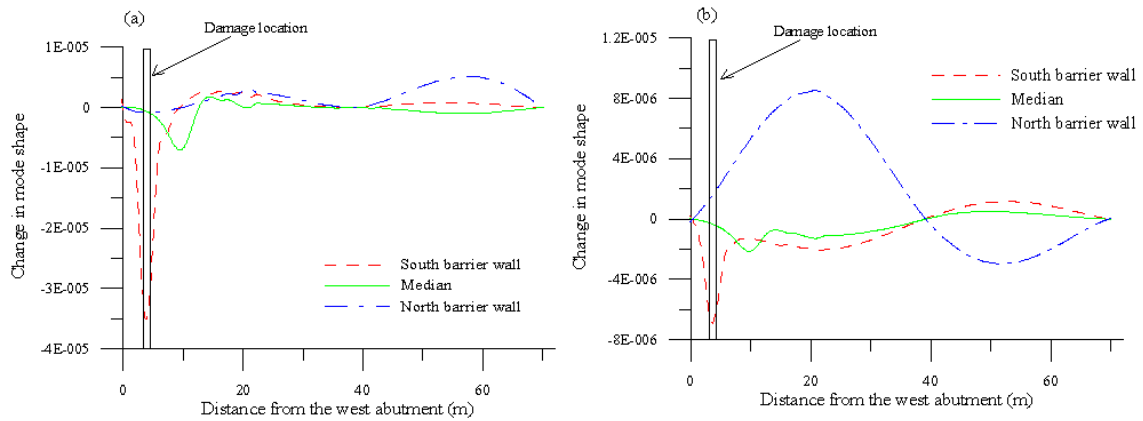 (a)
Damage location
1E-005
0
-1E-005
-2E-005
-3E-005
-4E-005
Change in mode shape
South barrier wall
Median
North barrier wall
0
20
40
60
Distance from the west abutment (m)
(b)
Damage location
1.2E-005
8E-006
4E-006
0
-4E-006
-8E-006
Change in mode shape
South barrier wall
Median
North barrier wall
0
20
40
60
Distance from the west abutment (m)